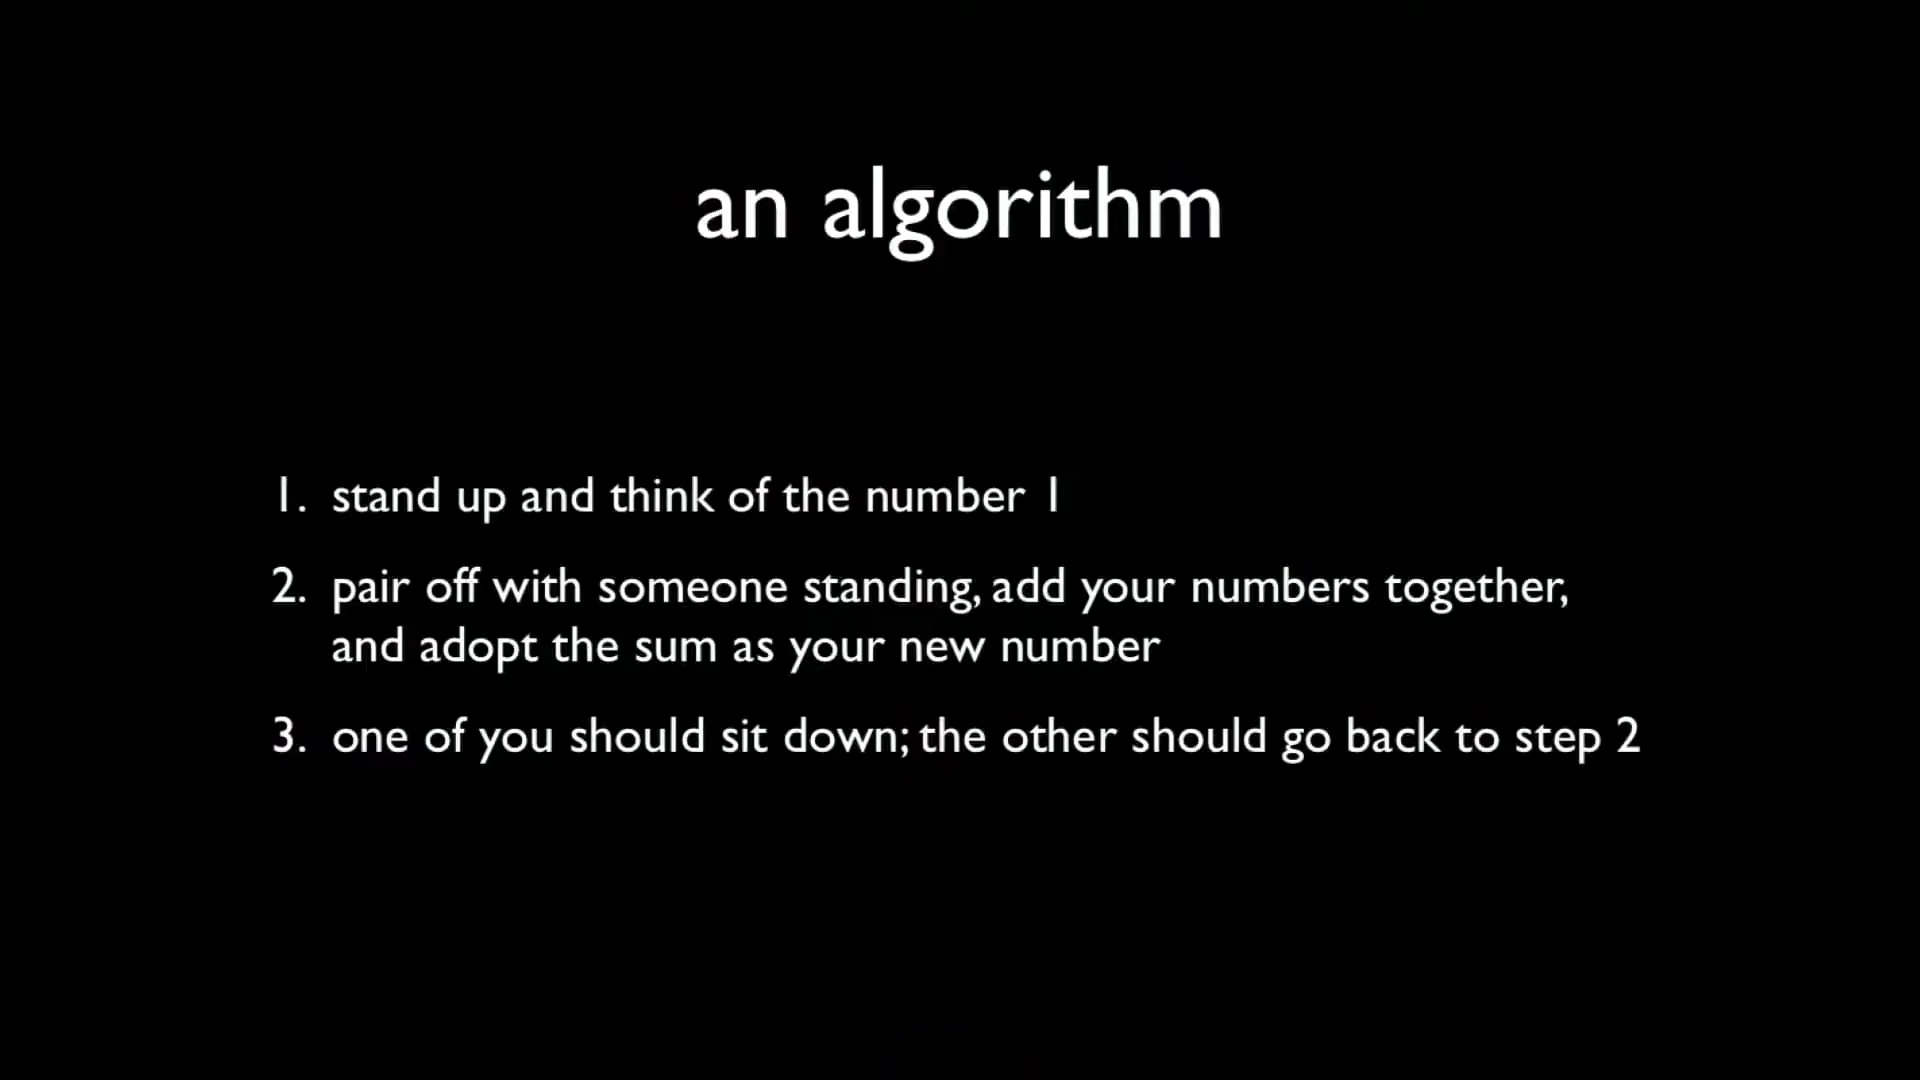 an algorithm
1. stand up and think of the number 1
2. pair off with someone standing, add your numbers together,
and adopt the sum as your new number
3. one of you should sit down; the other should go back to step 2